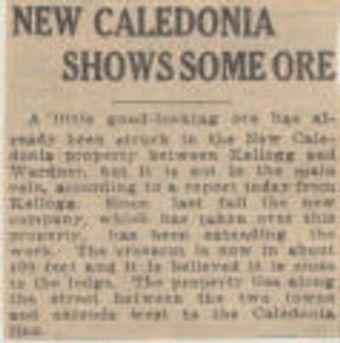 NEW CALEDONIA
SHOWS SOME ORE
A little good-looking ore has al-
ready been struck in the New Cale-
donia property between Kellogg and
Wardner, but it is not in the main
vein, according to a report today from
Kellogg. Since last fall the new
company, which has taken over this
property, has been extending the
work. The crosscut is now in about
400 feet and it is believed it is close
to the ledge. The property lies along
the street between the two towns
and extends west to the Caledonia
line.